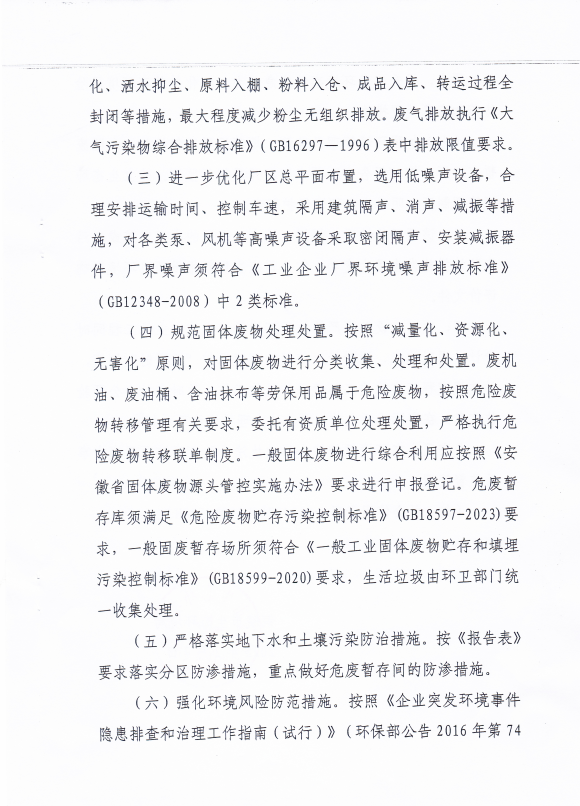 化、洒水抑尘、原料入棚、粉料入仓、成品入库、转运过程全
封闭等措施，最大程度减少粉尘无组织排放。废气排放执行《大
气污染物综合排放标准》（GB16297—1996）表中排放限值要求。
（三）进一步优化厂区总平面布置，选用低噪声设备，合
理安排运输时间、控制车速，采用建筑隔声、消声、减振等措
施，对各类泵、风机等高噪声设备采取密闭隔声、安装减振器
件，厂界噪声须符合《工业企业厂界环境噪声排放标准》
（GB12348-2008）中2类标准。
（四）规范固体废物处理处置。按照“减量化、资源化、
无害化”原则，对固体废物进行分类收集、处理和处置。废机
油、废油桶、含油抹布等劳保用品属于危险废物，按照危险废
物转移管理有关要求，委托有资质单位处理处置，严格执行危
险废物转移联单制度。一般固体废物进行综合利用应按照《安
徽省固体废物源头管控实施办法》要求进行申报登记。危废暂
存库须满足《危险废物贮存污染控制标准》(GB18597-2023)要
求，一般固废暂存场所须符合《一般工业固体废物贮存和填埋
污染控制标准》(GB18599-2020)要求，生活垃圾由环卫部门统
一收集处理。
（五）严格落实地下水和土壤污染防治措施。按《报告表》
要求落实分区防渗措施，重点做好危废暂存间的防渗措施。
（六）强化环境风险防范措施。按照《企业突发环境事件
隐患排查和治理工作指南（试行）》（环保部公告2016年第74